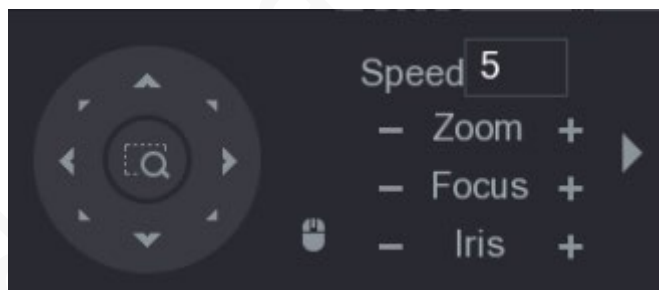 Speed 5
− Zoom +
− Focus +
− Iris +